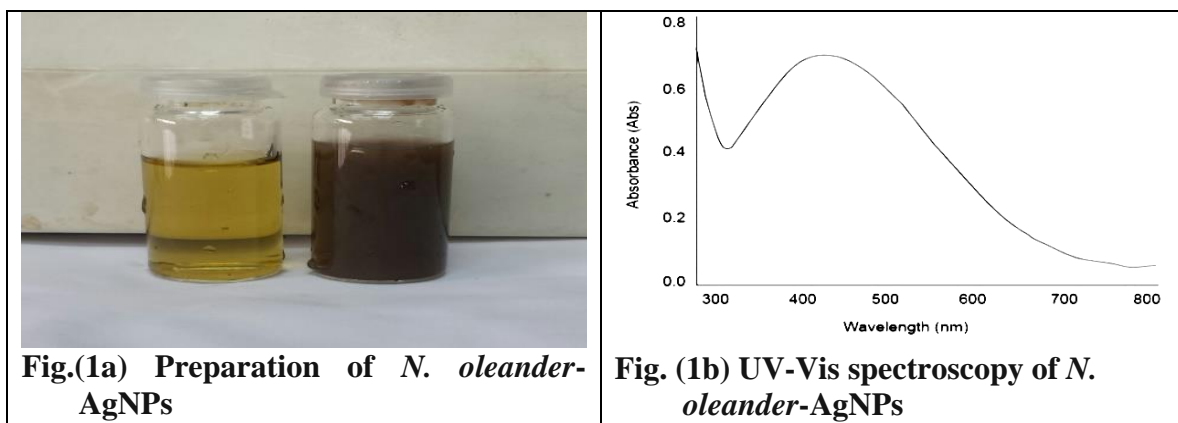 Fig.(1a) Preparation of N. oleander-
AgNPs
0.8
0.6
0.4
0.2
0.0
Absorbance (Abs)
300 400 500 600 700 800
Wavelength (nm)
Fig. (1b) UV-Vis spectroscopy of N.
oleander-AgNPs